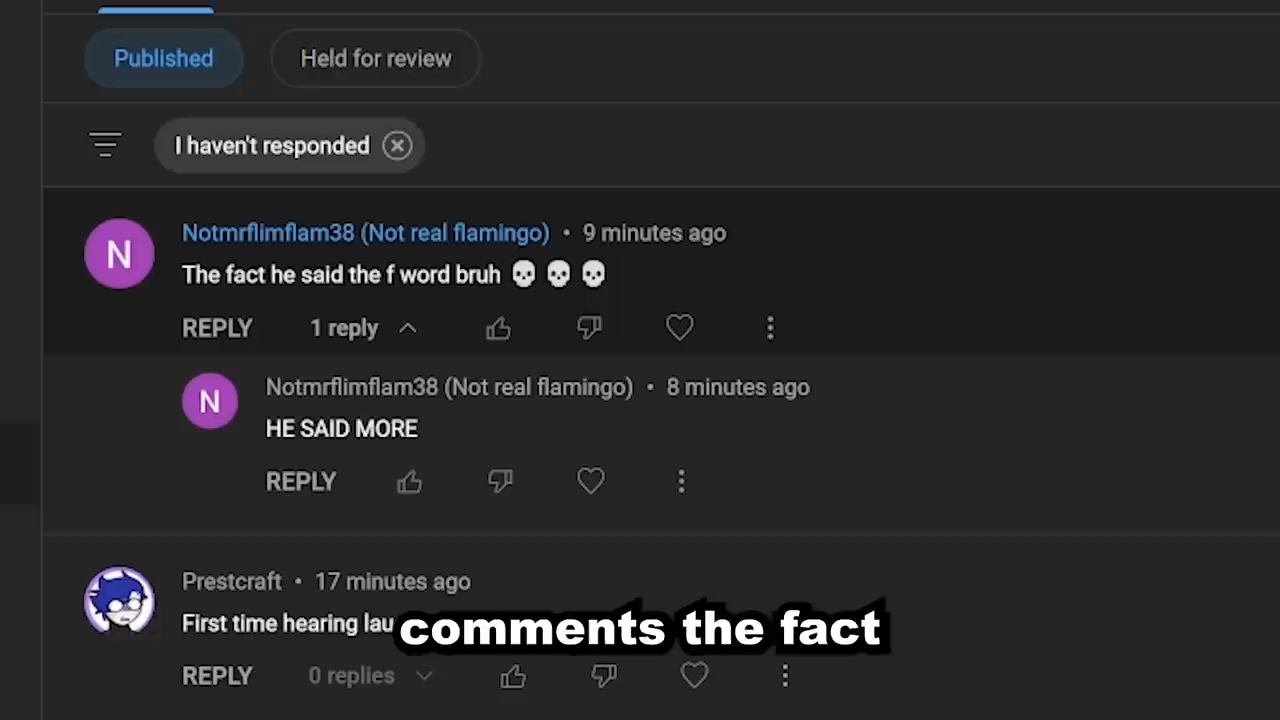 Published
Held for review
I haven't responded
N
Notmrflimflam38 (Not real flamingo) • 9 minutes ago
The fact he said the f word bruh 💀 💀 💀
REPLY 1 reply
N
Notmrflimflam38 (Not real flamingo) • 8 minutes ago
HE SAID MORE
REPLY
Prestcraft • 17 minutes ago
First time hearing
comments the fact
REPLY 0 replies